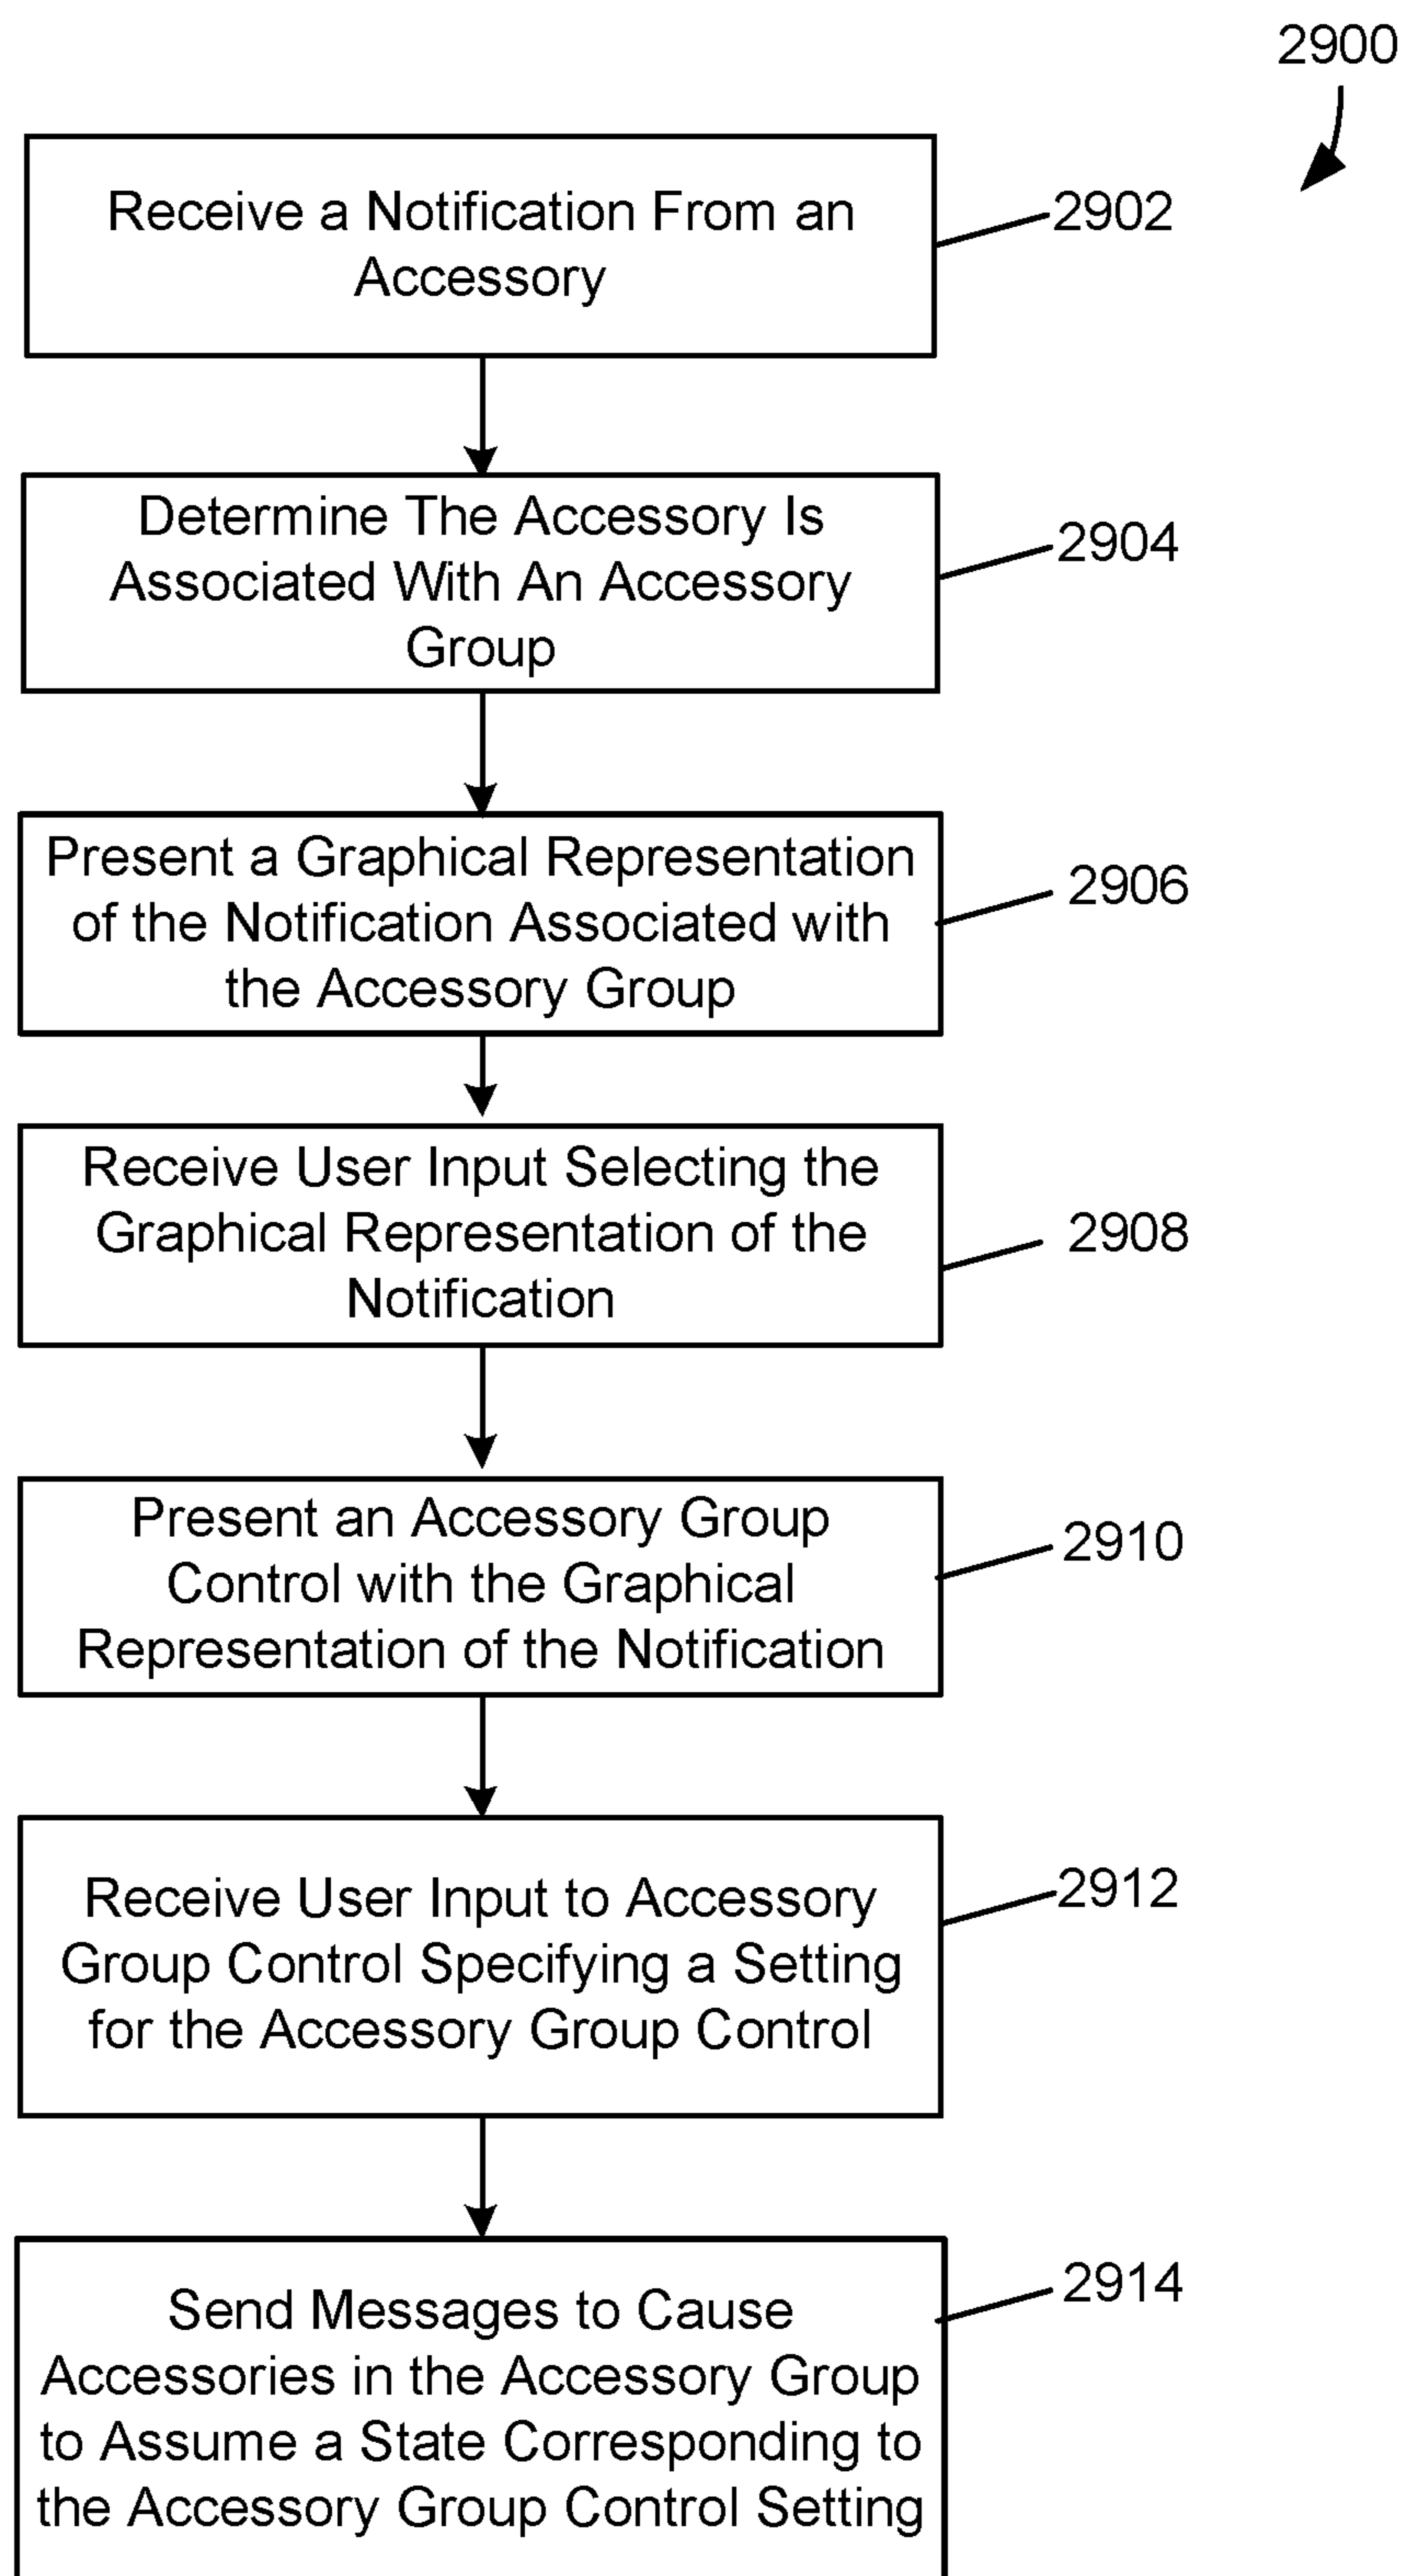 2900
Receive a Notification From an
Accessory
2902
Determine The Accessory Is
Associated With An Accessory
Group
2904
Present a Graphical Representation
of the Notification Associated with
the Accessory Group
2906
Receive User Input Selecting the
Graphical Representation of the
Notification
2908
Present an Accessory Group
Control with the Graphical
Representation of the Notification
2910
Receive User Input to Accessory
Group Control Specifying a Setting
for the Accessory Group Control
2912
Send Messages to Cause
Accessories in the Accessory Group
to Assume a State Corresponding to
the Accessory Group Control Setting
2914